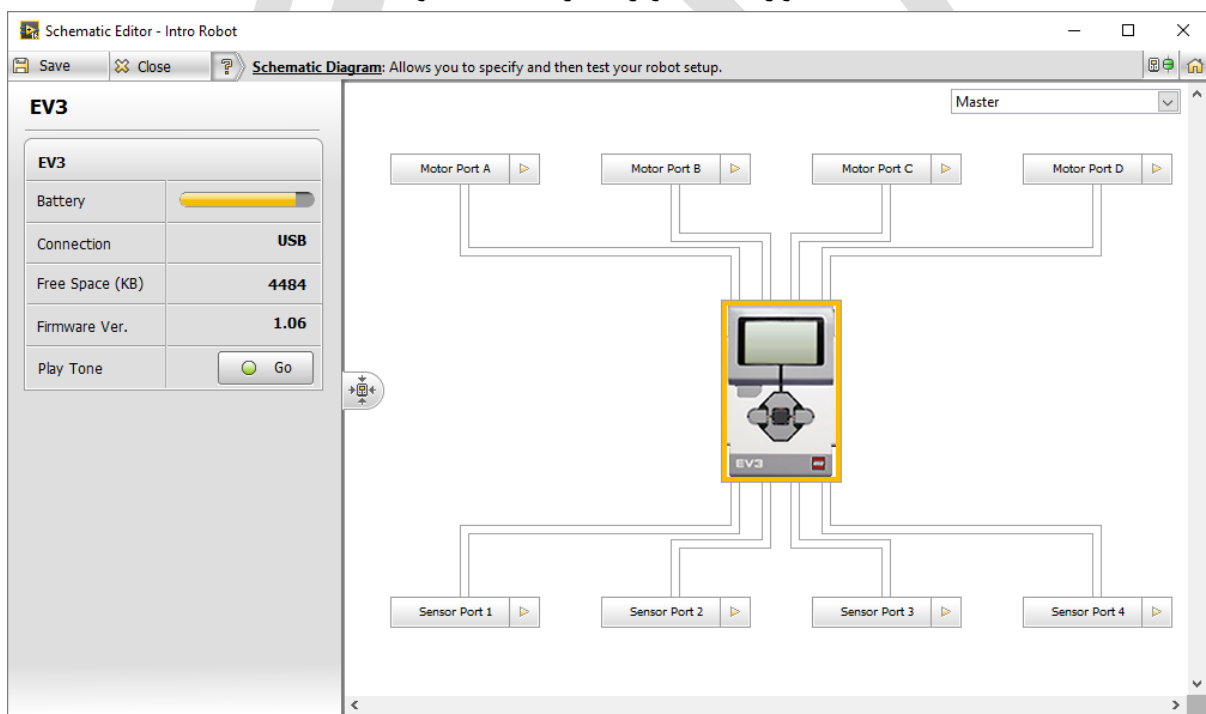 Schematic Editor - Intro Robot
Save Close ? Schematic Diagram: Allows you to specify and then test your robot setup.
EV3
EV3
Battery
Connection USB
Free Space (KB) 4484
Firmware Ver. 1.06
Play Tone Go
Master
Motor Port A Motor Port B Motor Port C Motor Port D
EV3
Sensor Port 1 Sensor Port 2 Sensor Port 3 Sensor Port 4